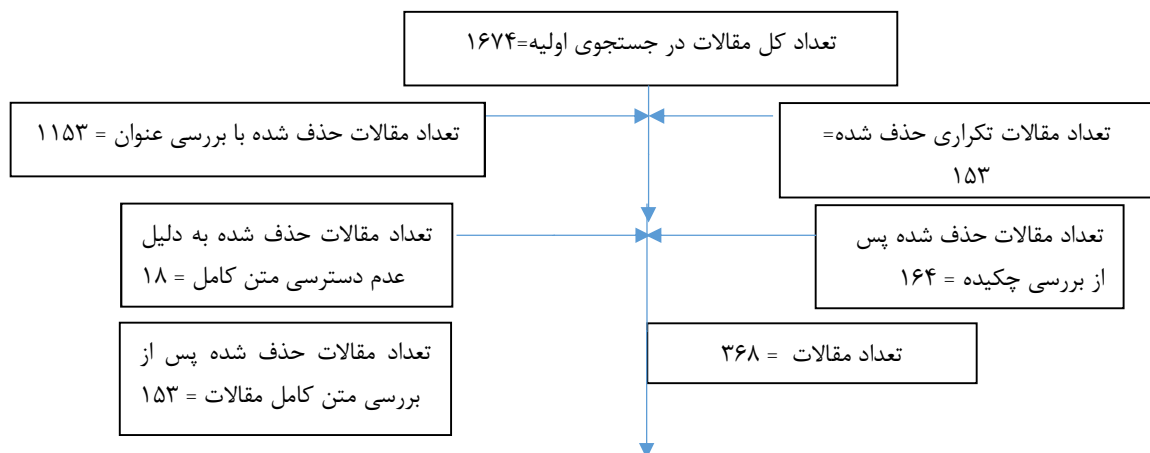 تعداد کل مقالات در جستجوی اولیه=۱۶۷۴
تعداد مقالات تکراری حذف شده=
۱۵۳
تعداد مقالات حذف شده با بررسی عنوان = ۱۱۵۳
تعداد مقالات حذف شده پس
از بررسی چکیده = ۱۶۴
تعداد مقالات حذف شده به دلیل
عدم دسترسی متن کامل = ۱۸
تعداد مقالات = ۳۶۸
تعداد مقالات حذف شده پس از
بررسی متن کامل مقالات = ۱۵۳